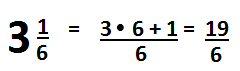 3 1/6 = 3 • 6 + 1/6 = 19/6